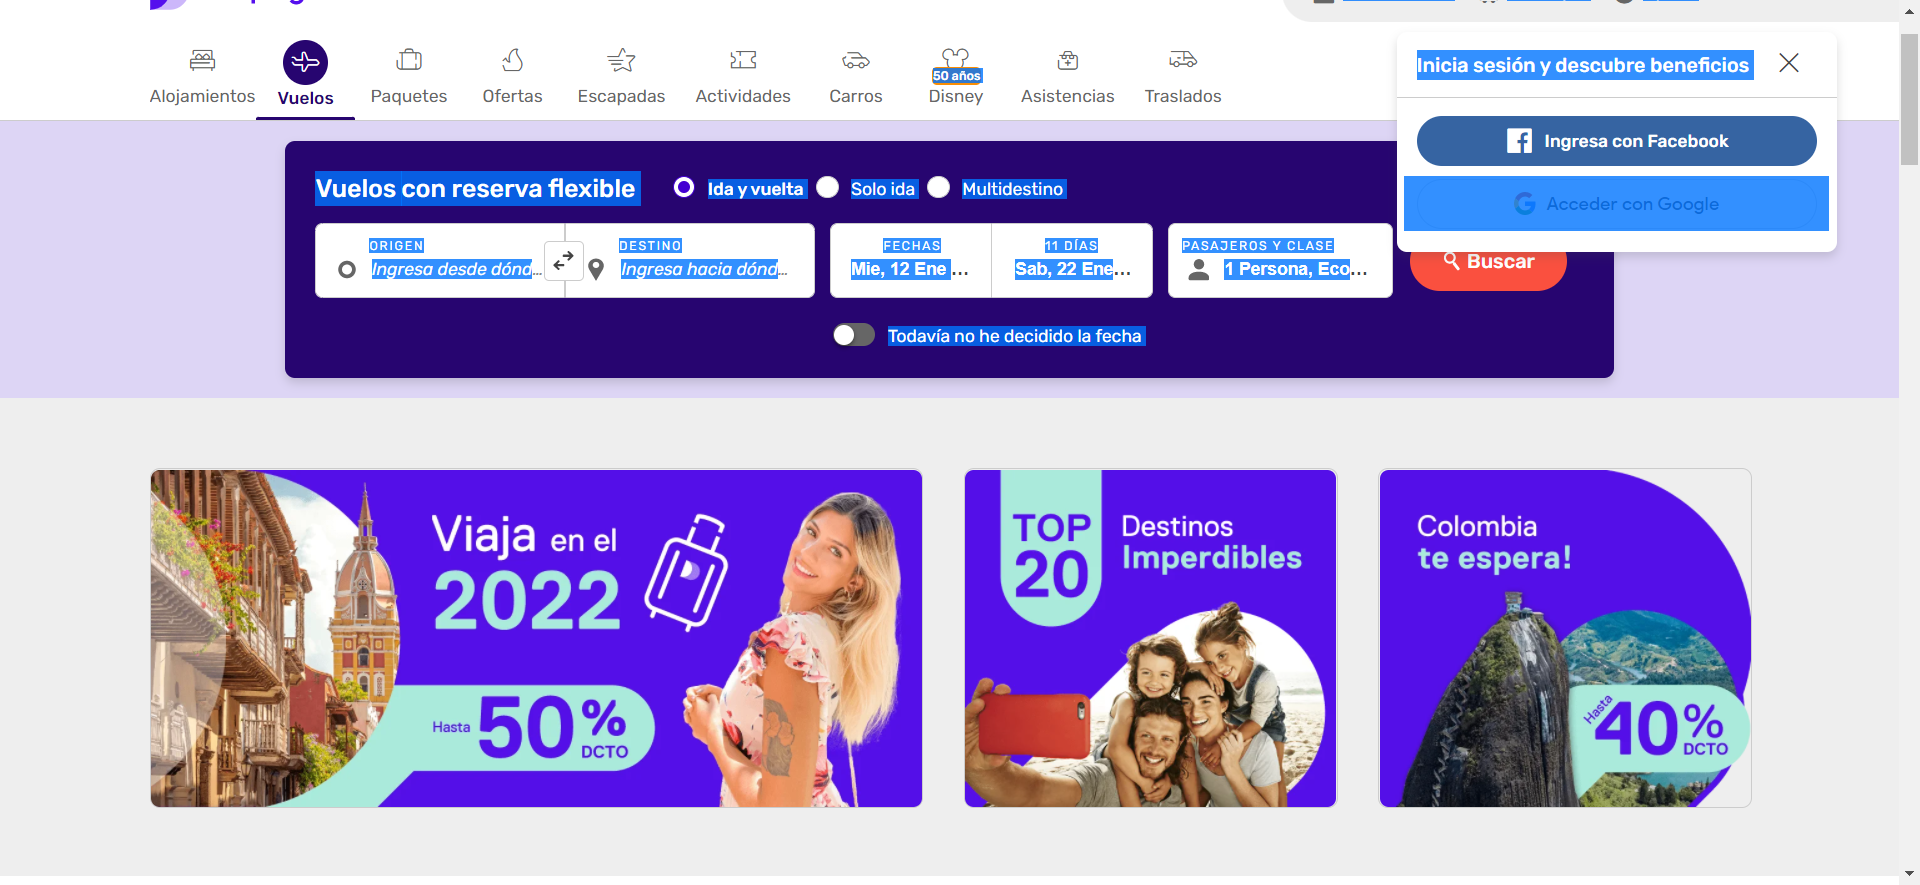 50 años
Alojamientos
Vuelos
Paquetes
Ofertas
Escapadas
Actividades
Carros
Disney
Asistencias
Traslados
Inicia sesión y descubre beneficios
Ingresa con Facebook
Acceder con Google
Vuelos con reserva flexible
Ida y vuelta
Solo ida
Multidestino
ORIGEN
Ingresa desde dónd...
DESTINO
Ingresa hacia dónd...
FECHAS
Mie, 12 Ene ...
11 DÍAS
Sab, 22 Ene...
PASAJEROS Y CLASE
1 Persona, Eco...
Buscar
Todavía no he decidido la fecha
Viaja en el
2022
Hasta 50% DCTO
TOP
20
Destinos
Imperdibles
Colombia
te espera!
Hasta 40% DCTO